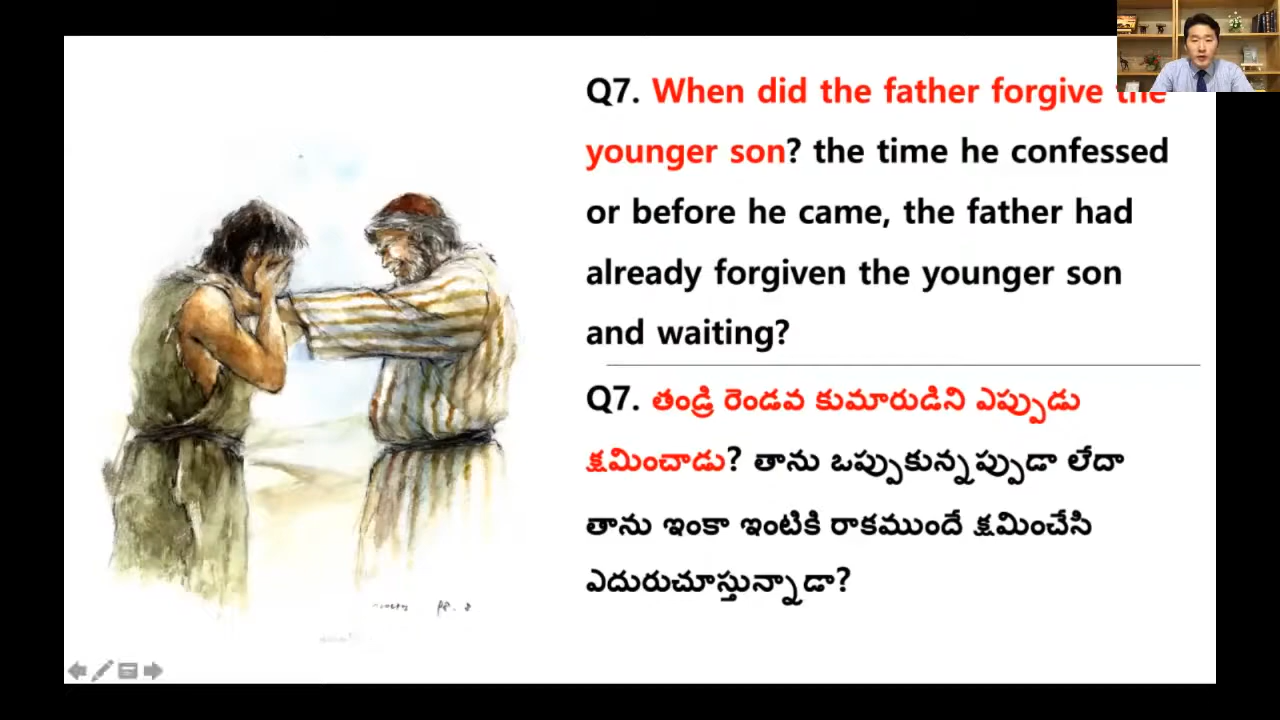 Q7. When did the father forgive the
younger son? the time he confessed
or before he came, the father had
already forgiven the younger son
and waiting?
Q7. తండ్రి రెండవ కుమారుడిని ఎప్పుడు
క్షమించాడు? తాను ఒప్పుకున్నప్పుడా లేదా
తాను ఇంకా ఇంటికి రాకముందే క్షమించేసి
ఎదురుచూస్తున్నాడా?